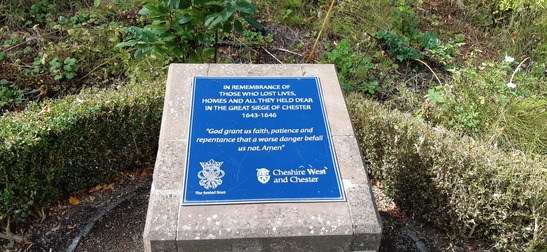 IN REMEMBRANCE OF
THOSE WHO LOST LIVES,
HOMES AND ALL THEY HELD DEAR
IN THE GREAT SIEGE OF CHESTER
1643-1646
"God grant us faith, patience and
repentance that a worse danger befall
us not. Amen"
The Sealed Knot
Cheshire West
and Chester